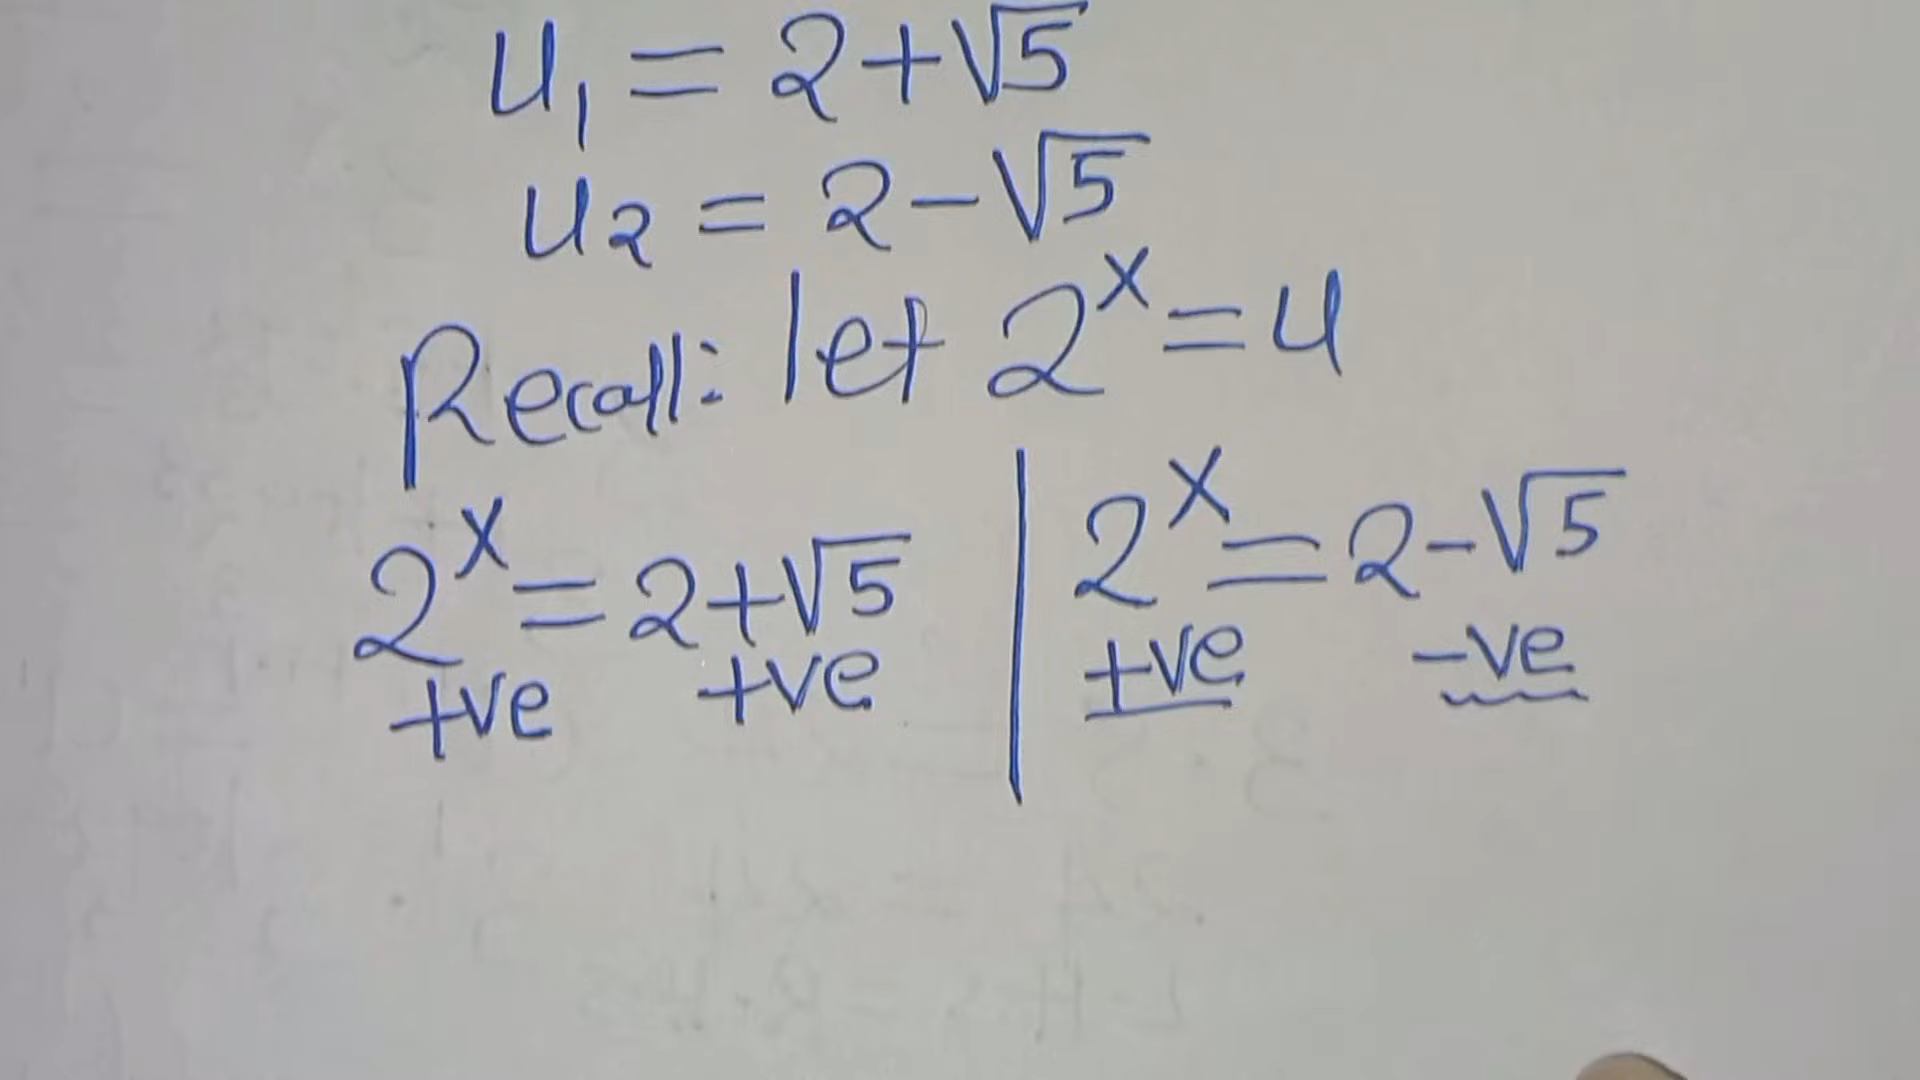 u₁ = 2+√5
u₂ = 2-√5
Recall: let 2ˣ = u
2ˣ = 2+√5 | 2ˣ = 2-√5
+ve +ve | +ve -ve